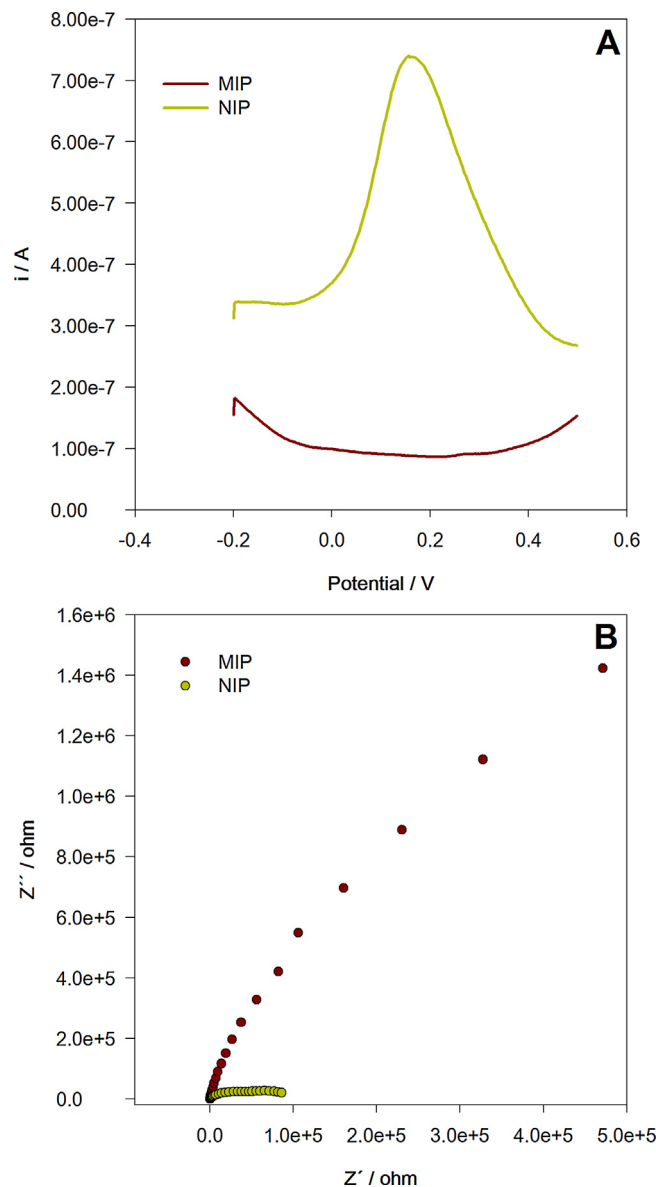 A
8.00e-7
7.00e-7
6.00e-7
5.00e-7
4.00e-7
3.00e-7
2.00e-7
1.00e-7
0.00
i / A
MIP
NIP
-0.4 -0.2 0.0 0.2 0.4 0.6
Potential / V
B
1.6e+6
1.4e+6
1.2e+6
1.0e+6
8.0e+5
6.0e+5
4.0e+5
2.0e+5
0.0
Z´´ / ohm
MIP
NIP
0.0 1.0e+5 2.0e+5 3.0e+5 4.0e+5 5.0e+5
Z´ / ohm